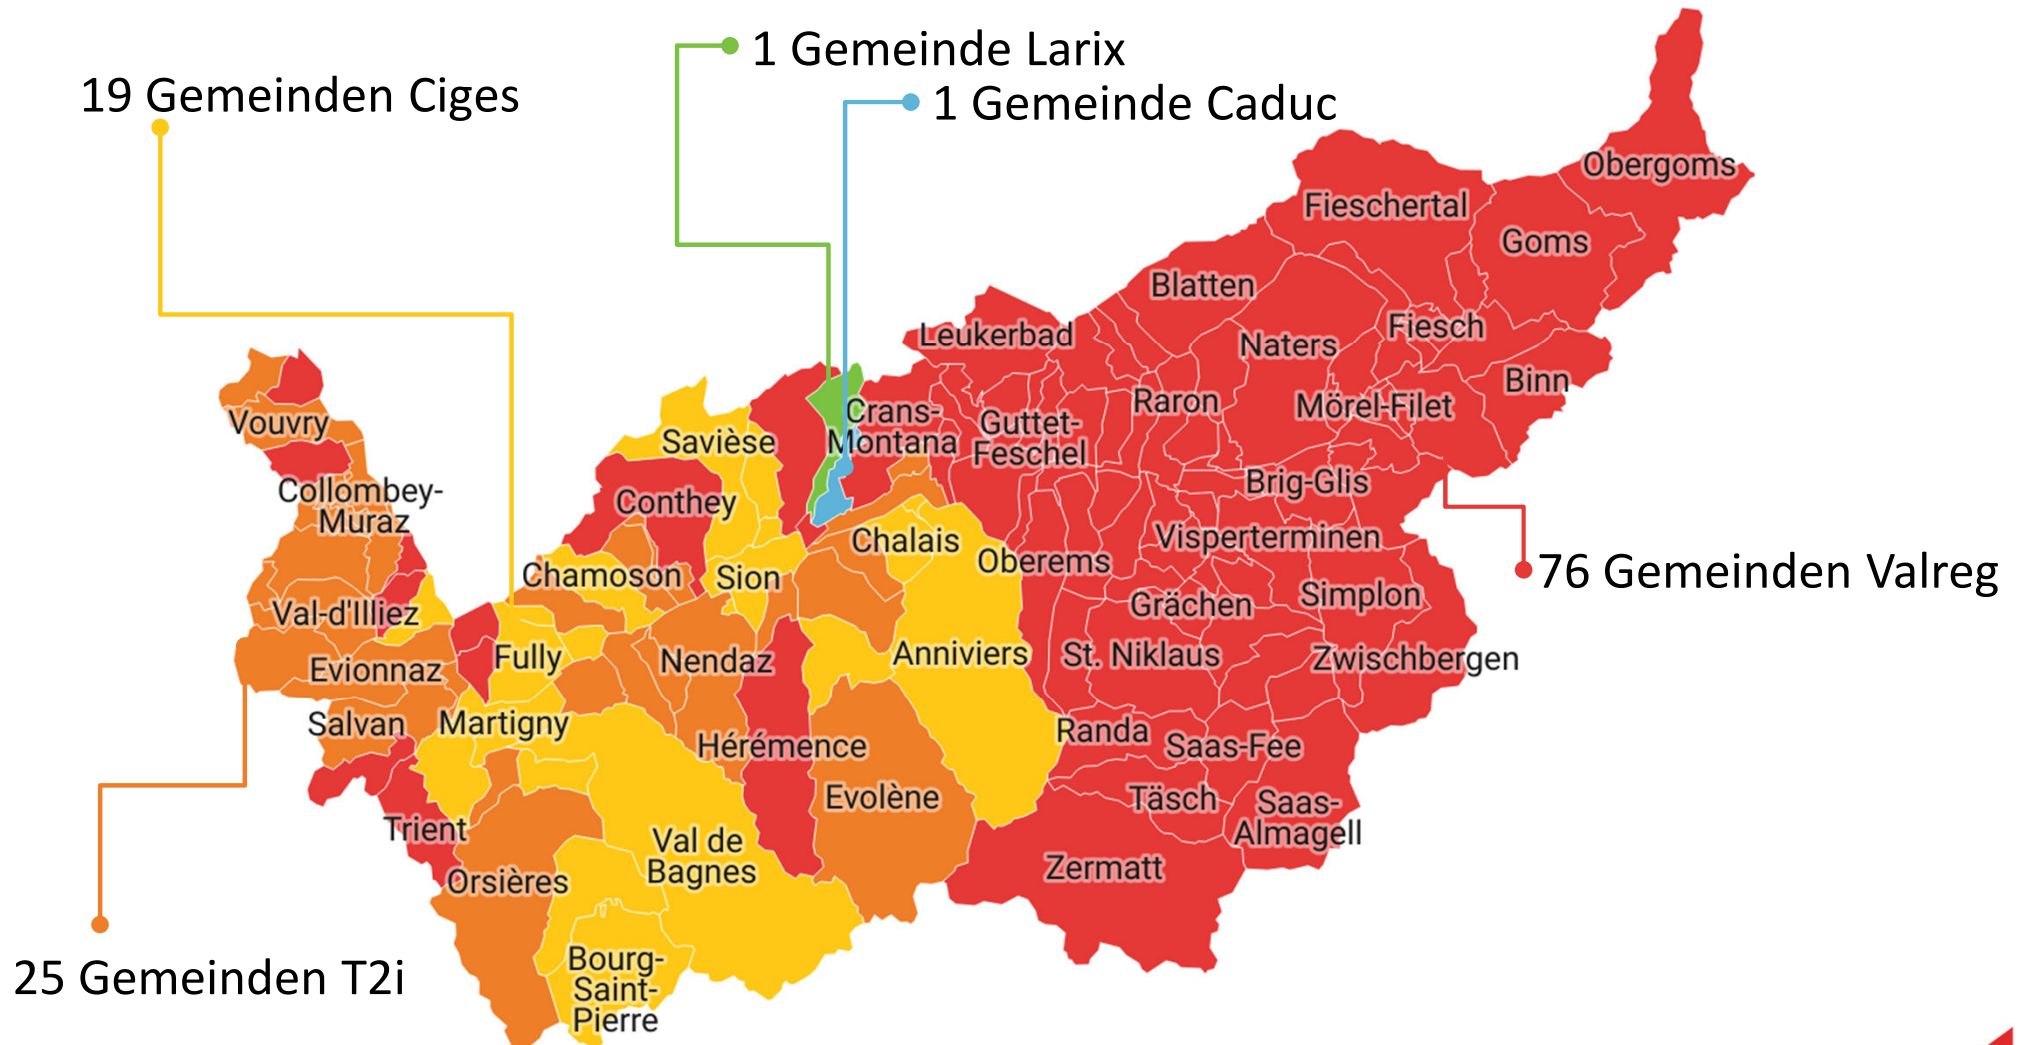 1 Gemeinde Larix
19 Gemeinden Ciges
1 Gemeinde Caduc
Obergoms
Fieschertal
Goms
Blatten
Leukerbad
Fiesch
Naters
Binn
Vouvry
Savièse
Crans-
Montana
Guttet-
Feschel
Raron
Mörel-Filet
Collombey-
Muraz
Conthey
Brig-Glis
Chalais
Oberems
Visperterminen
76 Gemeinden Valreg
Chamoson
Sion
Val-d'Illiez
Grächen
Simplon
Evionnaz
Fully
Nendaz
Anniviers
St. Niklaus
Zwischbergen
Salvan
Martigny
Hérémence
Randa
Saas-Fee
Evolène
Täsch
Saas-
Almagell
Trient
Val de
Bagnes
Zermatt
Orsières
25 Gemeinden T2i
Bourg-
Saint-
Pierre